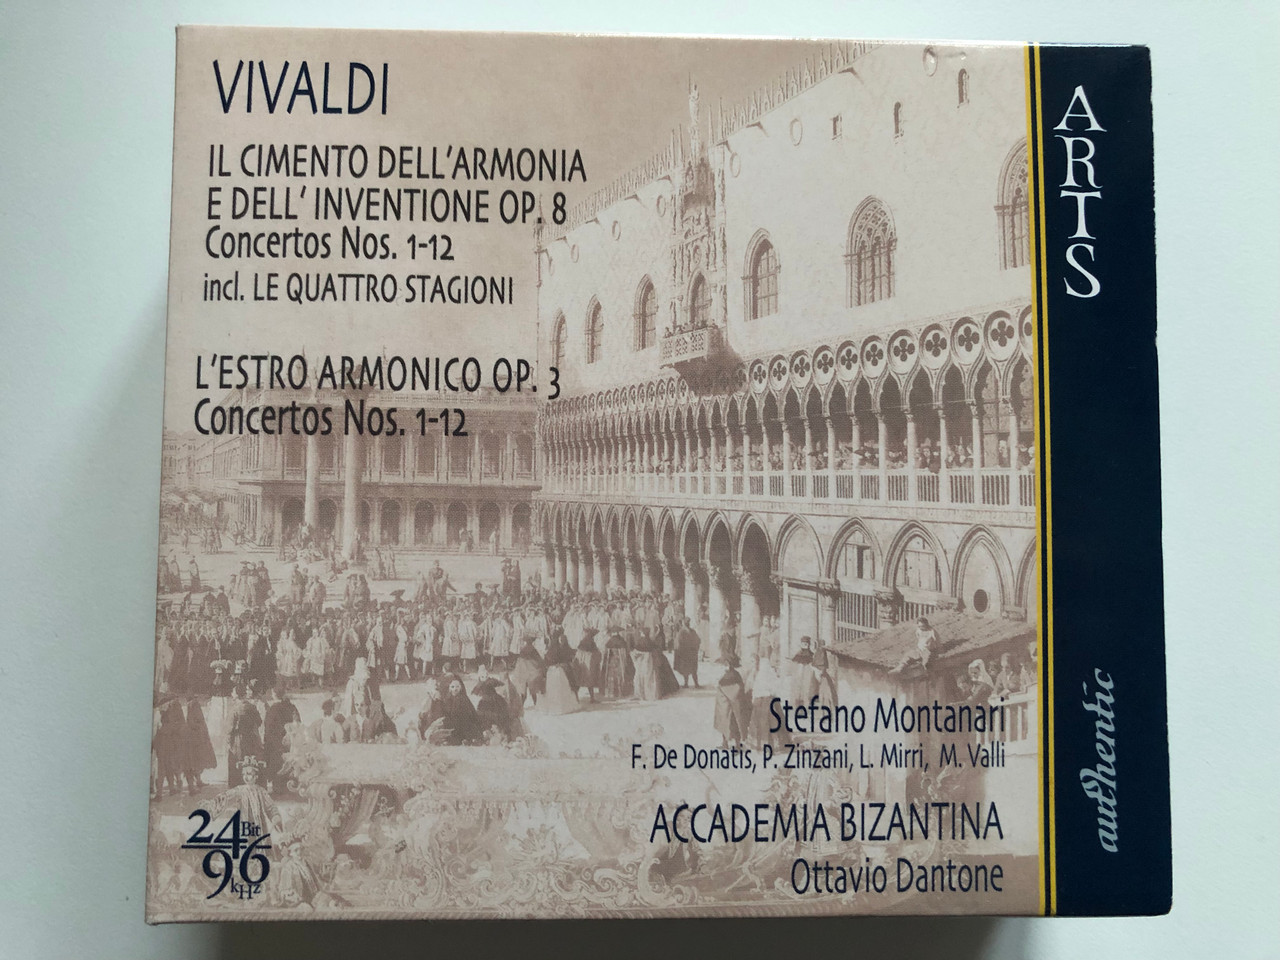 VIVALDI
IL CIMENTO DELL'ARMONIA
E DELL' INVENTIONE OP. 8
Concertos Nos. 1-12
incl. LE QUATTRO STAGIONI
L'ESTRO ARMONICO OP. 3
Concertos Nos. 1-12
Stefano Montanari
F. De Donatis, P. Zinzani, L. Mirri, M. Valli
ACCADEMIA BIZANTINA
Ottavio Dantone
24 Bit
96 kHz
ARTS
authentic